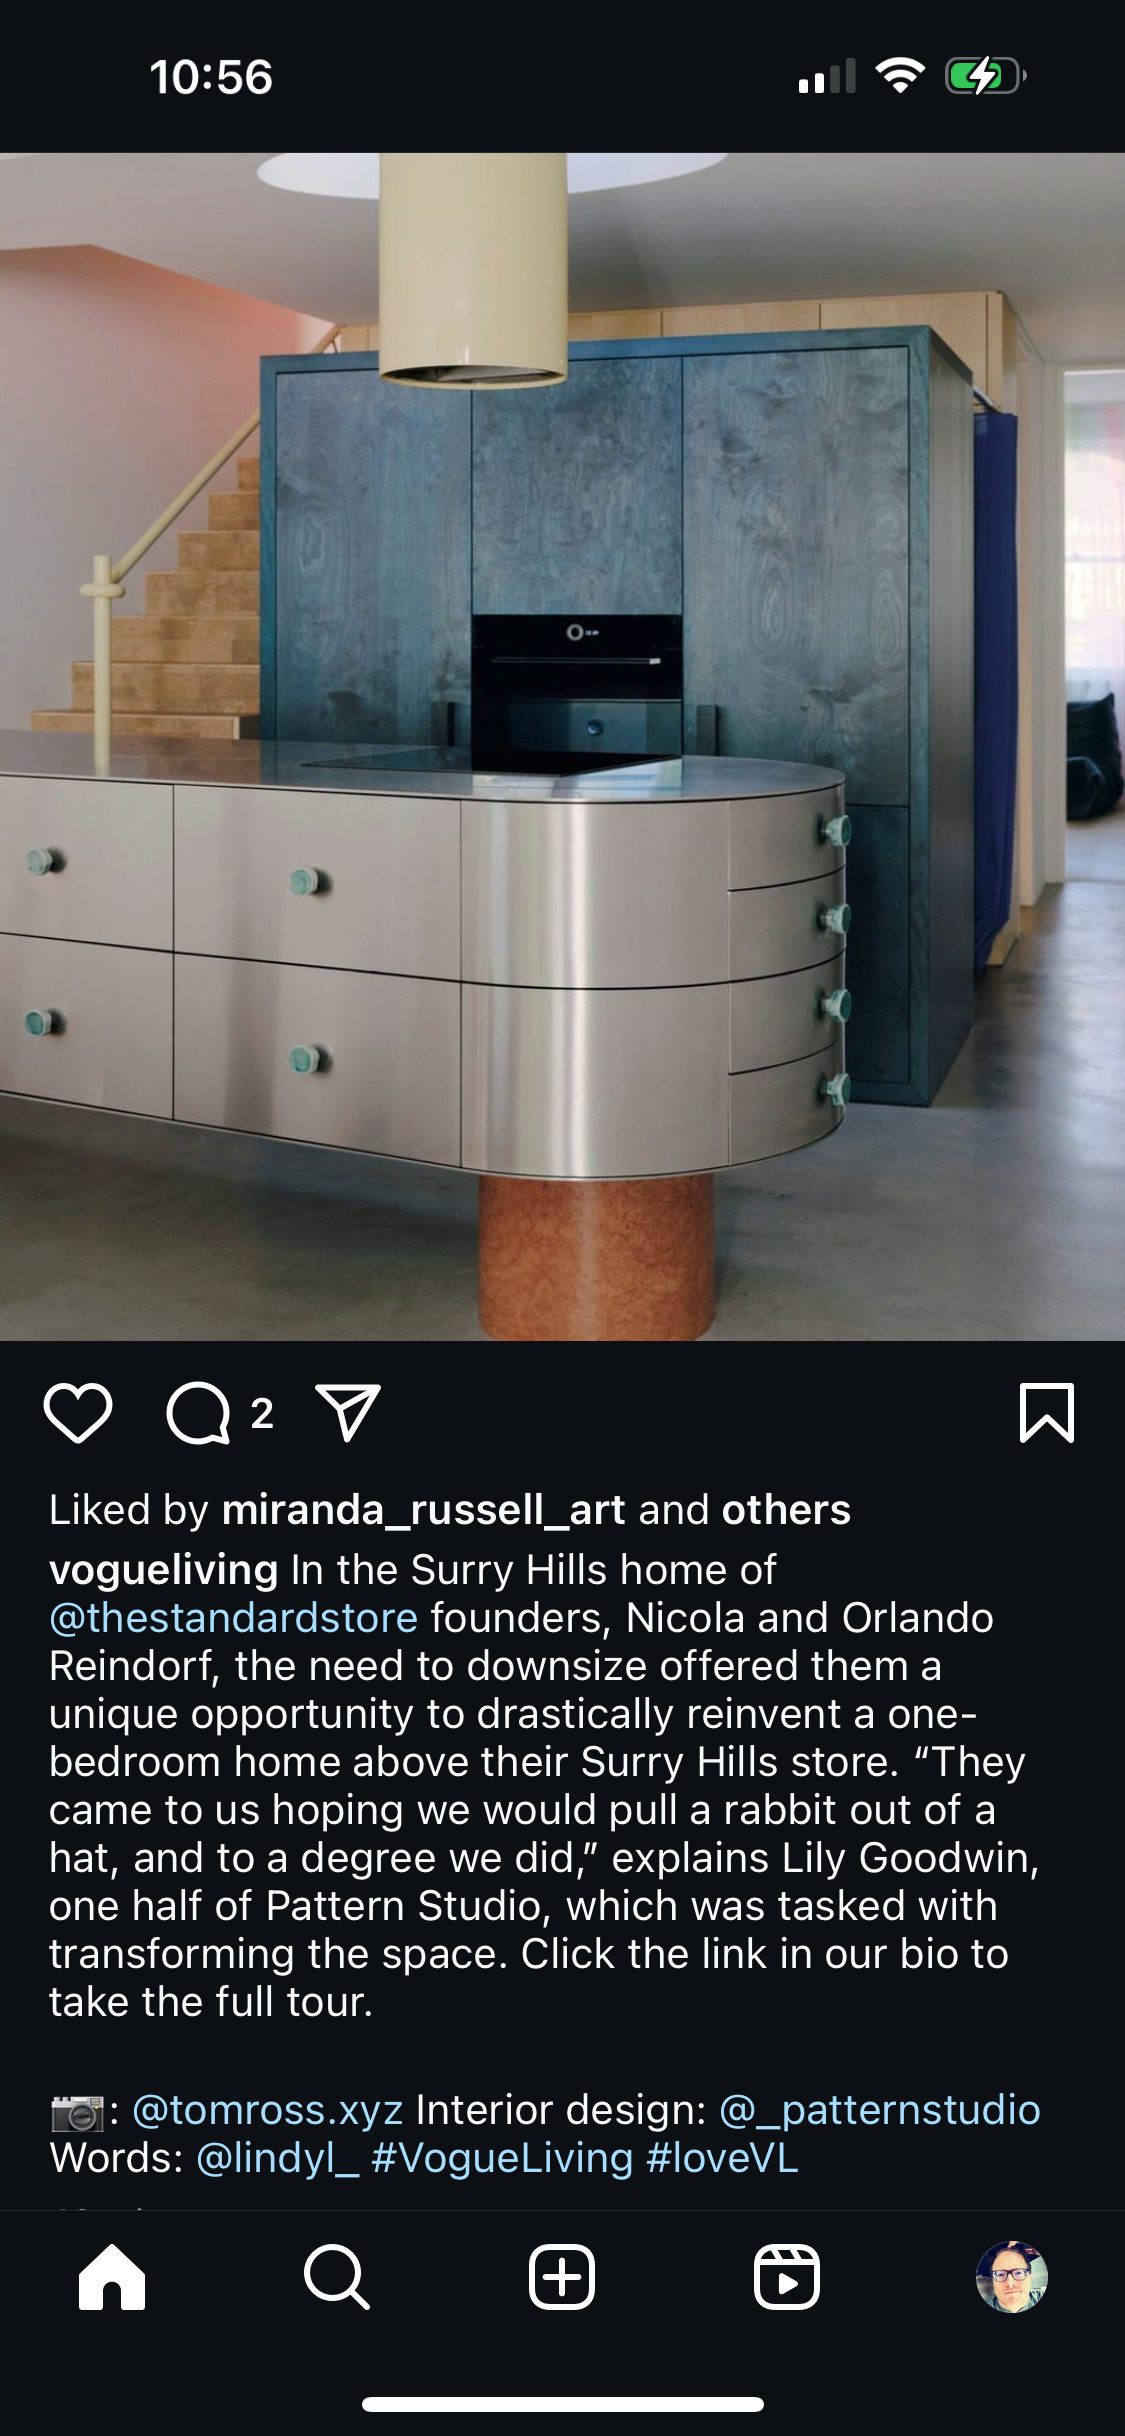 10:56
2
Liked by miranda_russell_art and others
vogueliving In the Surry Hills home of
@thestandardstore founders, Nicola and Orlando
Reindorf, the need to downsize offered them a
unique opportunity to drastically reinvent a one-
bedroom home above their Surry Hills store. “They
came to us hoping we would pull a rabbit out of a
hat, and to a degree we did,” explains Lily Goodwin,
one half of Pattern Studio, which was tasked with
transforming the space. Click the link in our bio to
take the full tour.
📷: @tomross.xyz Interior design: @_patternstudio
Words: @lindyl_ #VogueLiving #loveVL